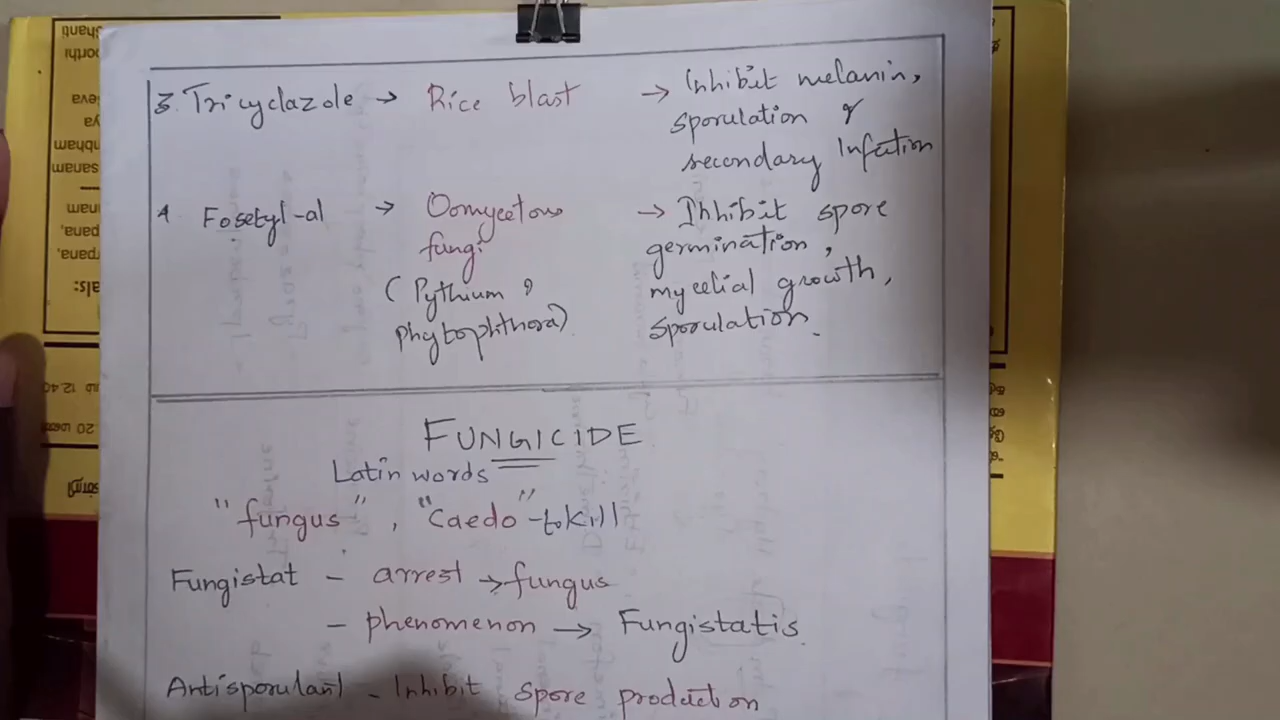 3. Tricyclazole → Rice blast → Inhibit melanin,
sporulation &
secondary Infection
4. Fosetyl-al → Oomycetous → Inhibit spore
fungi germination,
(Pythium, mycelial growth,
Phytophthora) Sporulation.
FUNGICIDE
Latin words
"fungus", "Caedo" - to kill
Fungistat - arrest → fungus
- phenomenon → Fungistatis.
Antisporulant - Inhibit spore production